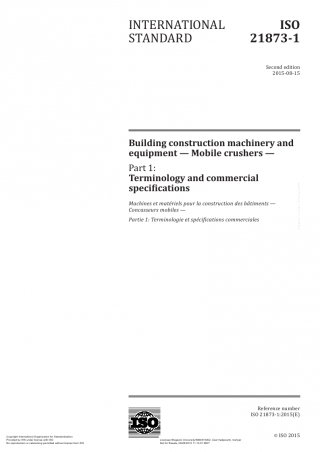 INTERNATIONAL
STANDARD
ISO
21873-1
Second edition
2015-08-15
Building construction machinery and
equipment — Mobile crushers —
Part 1:
Terminology and commercial
specifications
Machines et matériels pour la construction des bâtiments —
Concasseurs mobiles —
Partie 1: Terminologie et spécifications commerciales
ISO
Reference number
ISO 21873-1:2015(E)
© ISO 2015